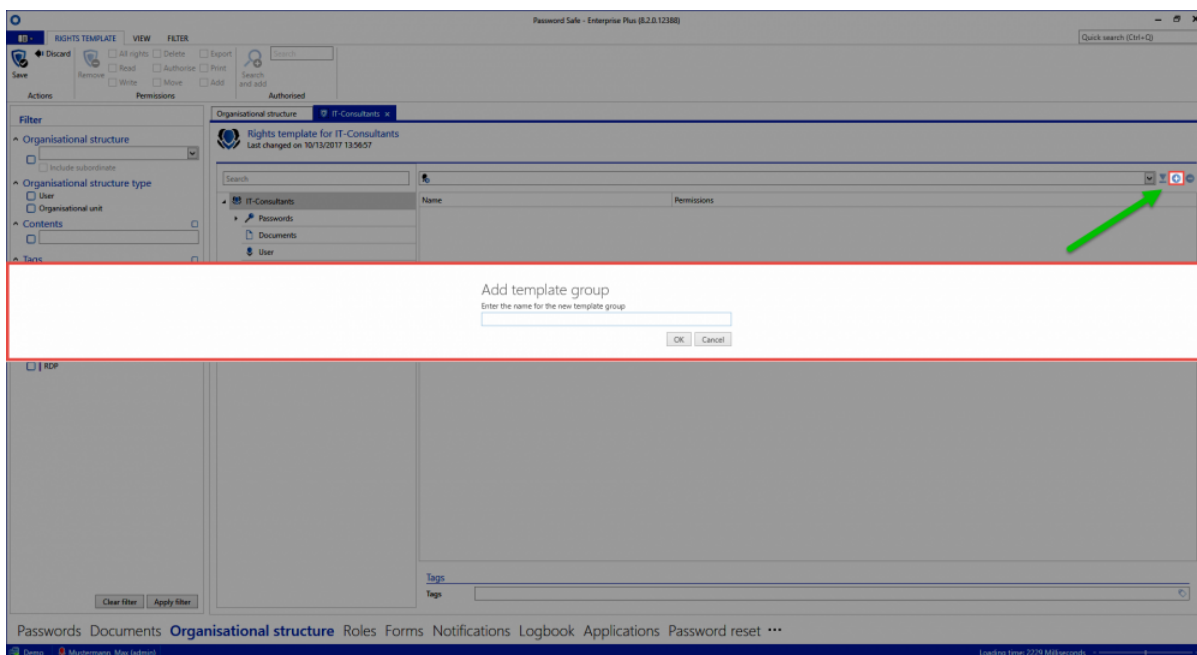 Password Safe - Enterprise Plus (8.2.0.12388)
RIGHTS TEMPLATE VIEW FILTER
Quick search (Ctrl+Q)
Save
Discard
Remove
All rights Delete Export
Read Authorise Print
Write Move Add
Search
Search and add
Actions Permissions Authorised
Filter
Organisational structure
Include subordinate
Organisational structure type
User
Organisational unit
Contents
Tags
RDP
Clear filter Apply filter
Organisational structure IT-Consultants x
Rights template for IT-Consultants
Last changed on 10/13/2017 13:56:57
Search
IT-Consultants
Passwords
Documents
User
Name Permissions
Add template group
Enter the name for the new template group
OK Cancel
Tags
Tags
Passwords Documents Organisational structure Roles Forms Notifications Logbook Applications Password reset •••
Demo Mustermann, Max (admin) Loading time: 2229 Milliseconds